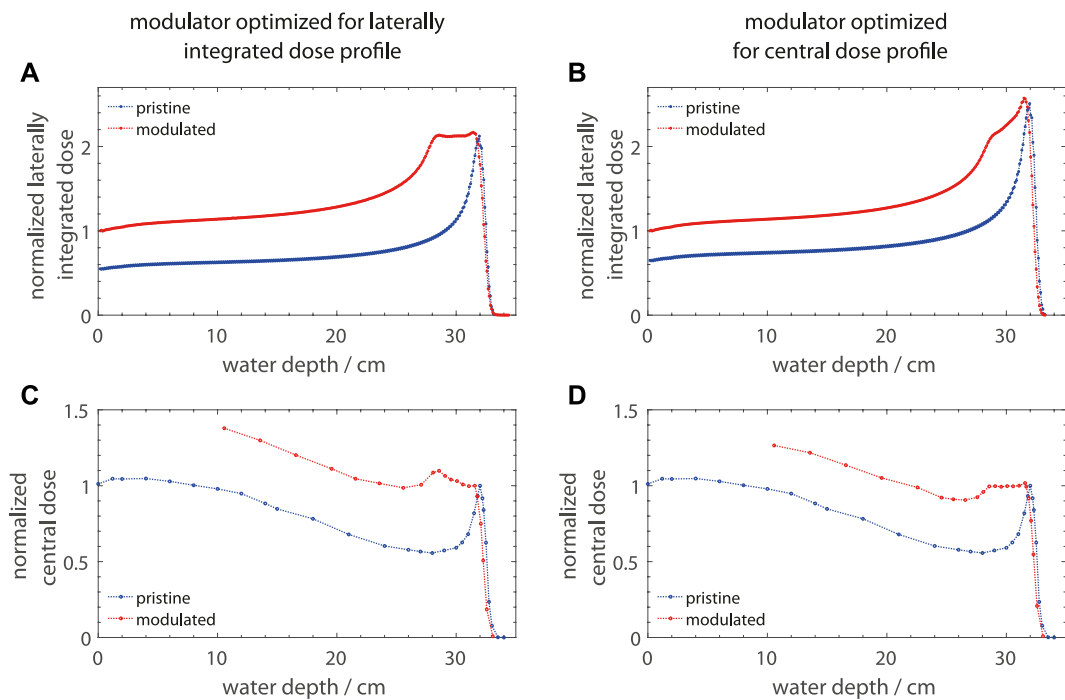 modulator optimized for laterally
integrated dose profile
modulator optimized
for central dose profile
A
pristine
modulated
normalized laterally
integrated dose
2
1
0
0
10
20
30
water depth / cm
B
pristine
modulated
normalized laterally
integrated dose
2
1
0
0
10
20
30
water depth / cm
C
1.5
1
0.5
0
normalized
central dose
pristine
modulated
0
10
20
30
water depth / cm
D
1.5
1
0.5
0
normalized
central dose
pristine
modulated
0
10
20
30
water depth / cm